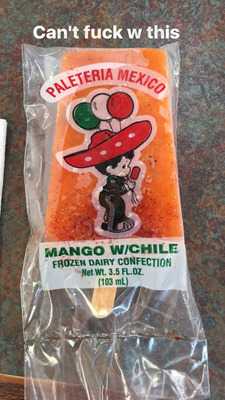 Can't fuck w this
PALETERIA MEXICO
MANGO W/CHILE
FROZEN DAIRY CONFECTION
Net Wt. 3.5 FL.OZ.
(103 mL)